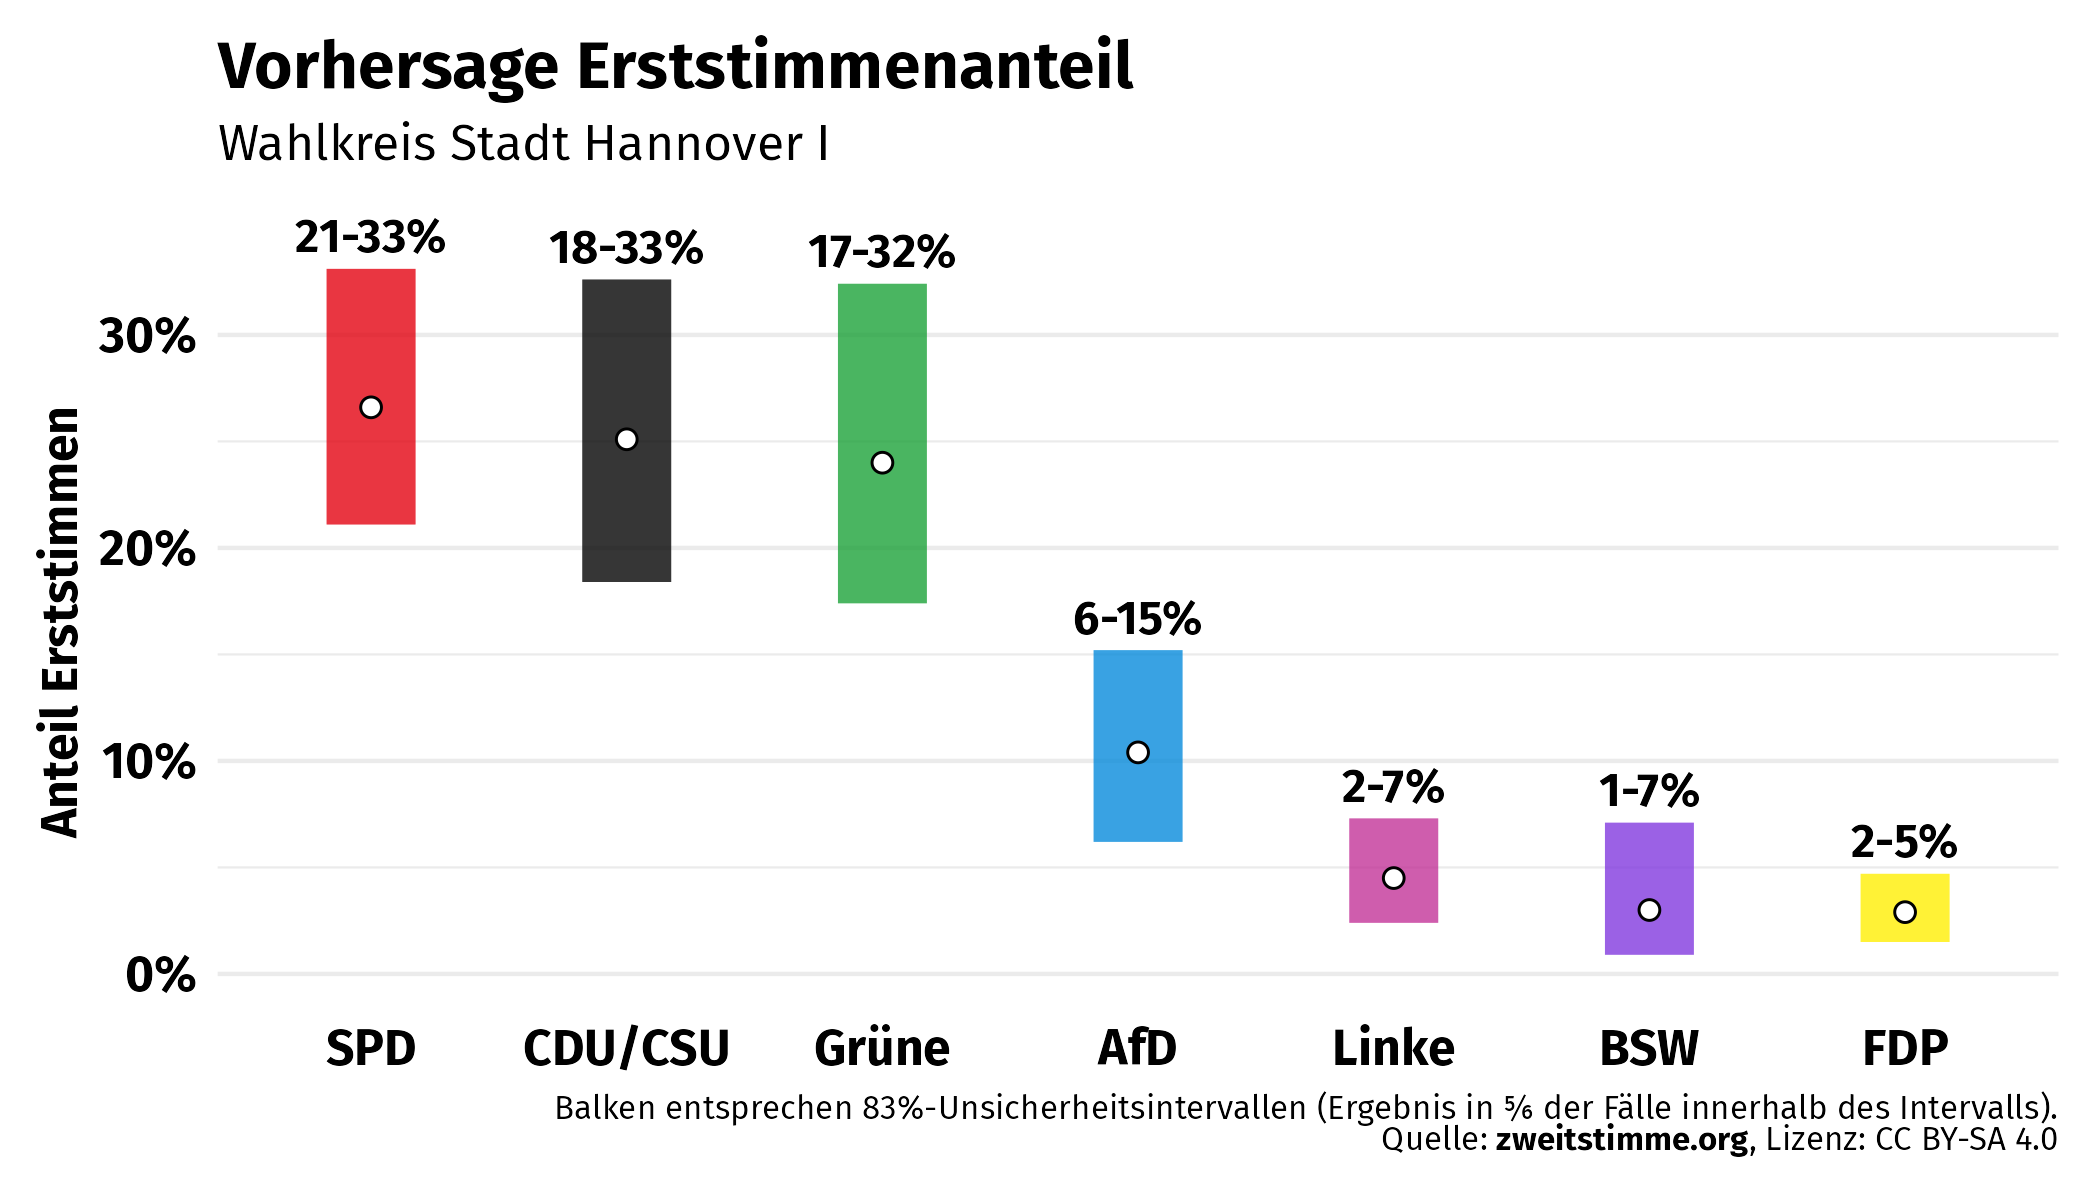 Vorhersage Erststimmenanteil
Wahlkreis Stadt Hannover I
21-33%
18-33%
17-32%
6-15%
2-7%
1-7%
2-5%
30%
20%
10%
0%
Anteil Erststimmen
SPD
CDU/CSU
Grüne
AfD
Linke
BSW
FDP
Balken entsprechen 83%-Unsicherheitsintervallen (Ergebnis in ⅚ der Fälle innerhalb des Intervalls).
Quelle: zweitstimme.org, Lizenz: CC BY-SA 4.0